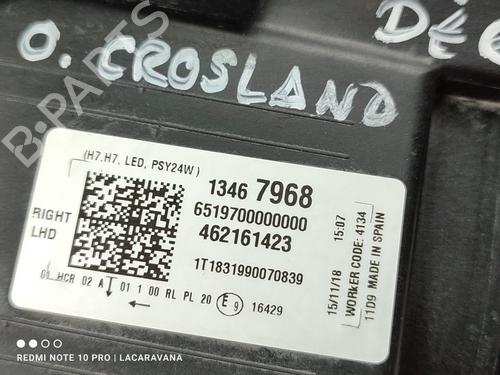 DÉ
O. CROSLAND
B-PARTS
(H7,H7, LED, PSY24W)
1346 7968
6519700000000
462161423
RIGHT
LHD
1T1831990070839
01 HCR 02 A 01 1 00 RL PL 20 E9 16429
15/11/18 15:07
WORKER CODE: 4134
11D9 MADE IN SPAIN
REDMI NOTE 10 PRO | LACARAVANA